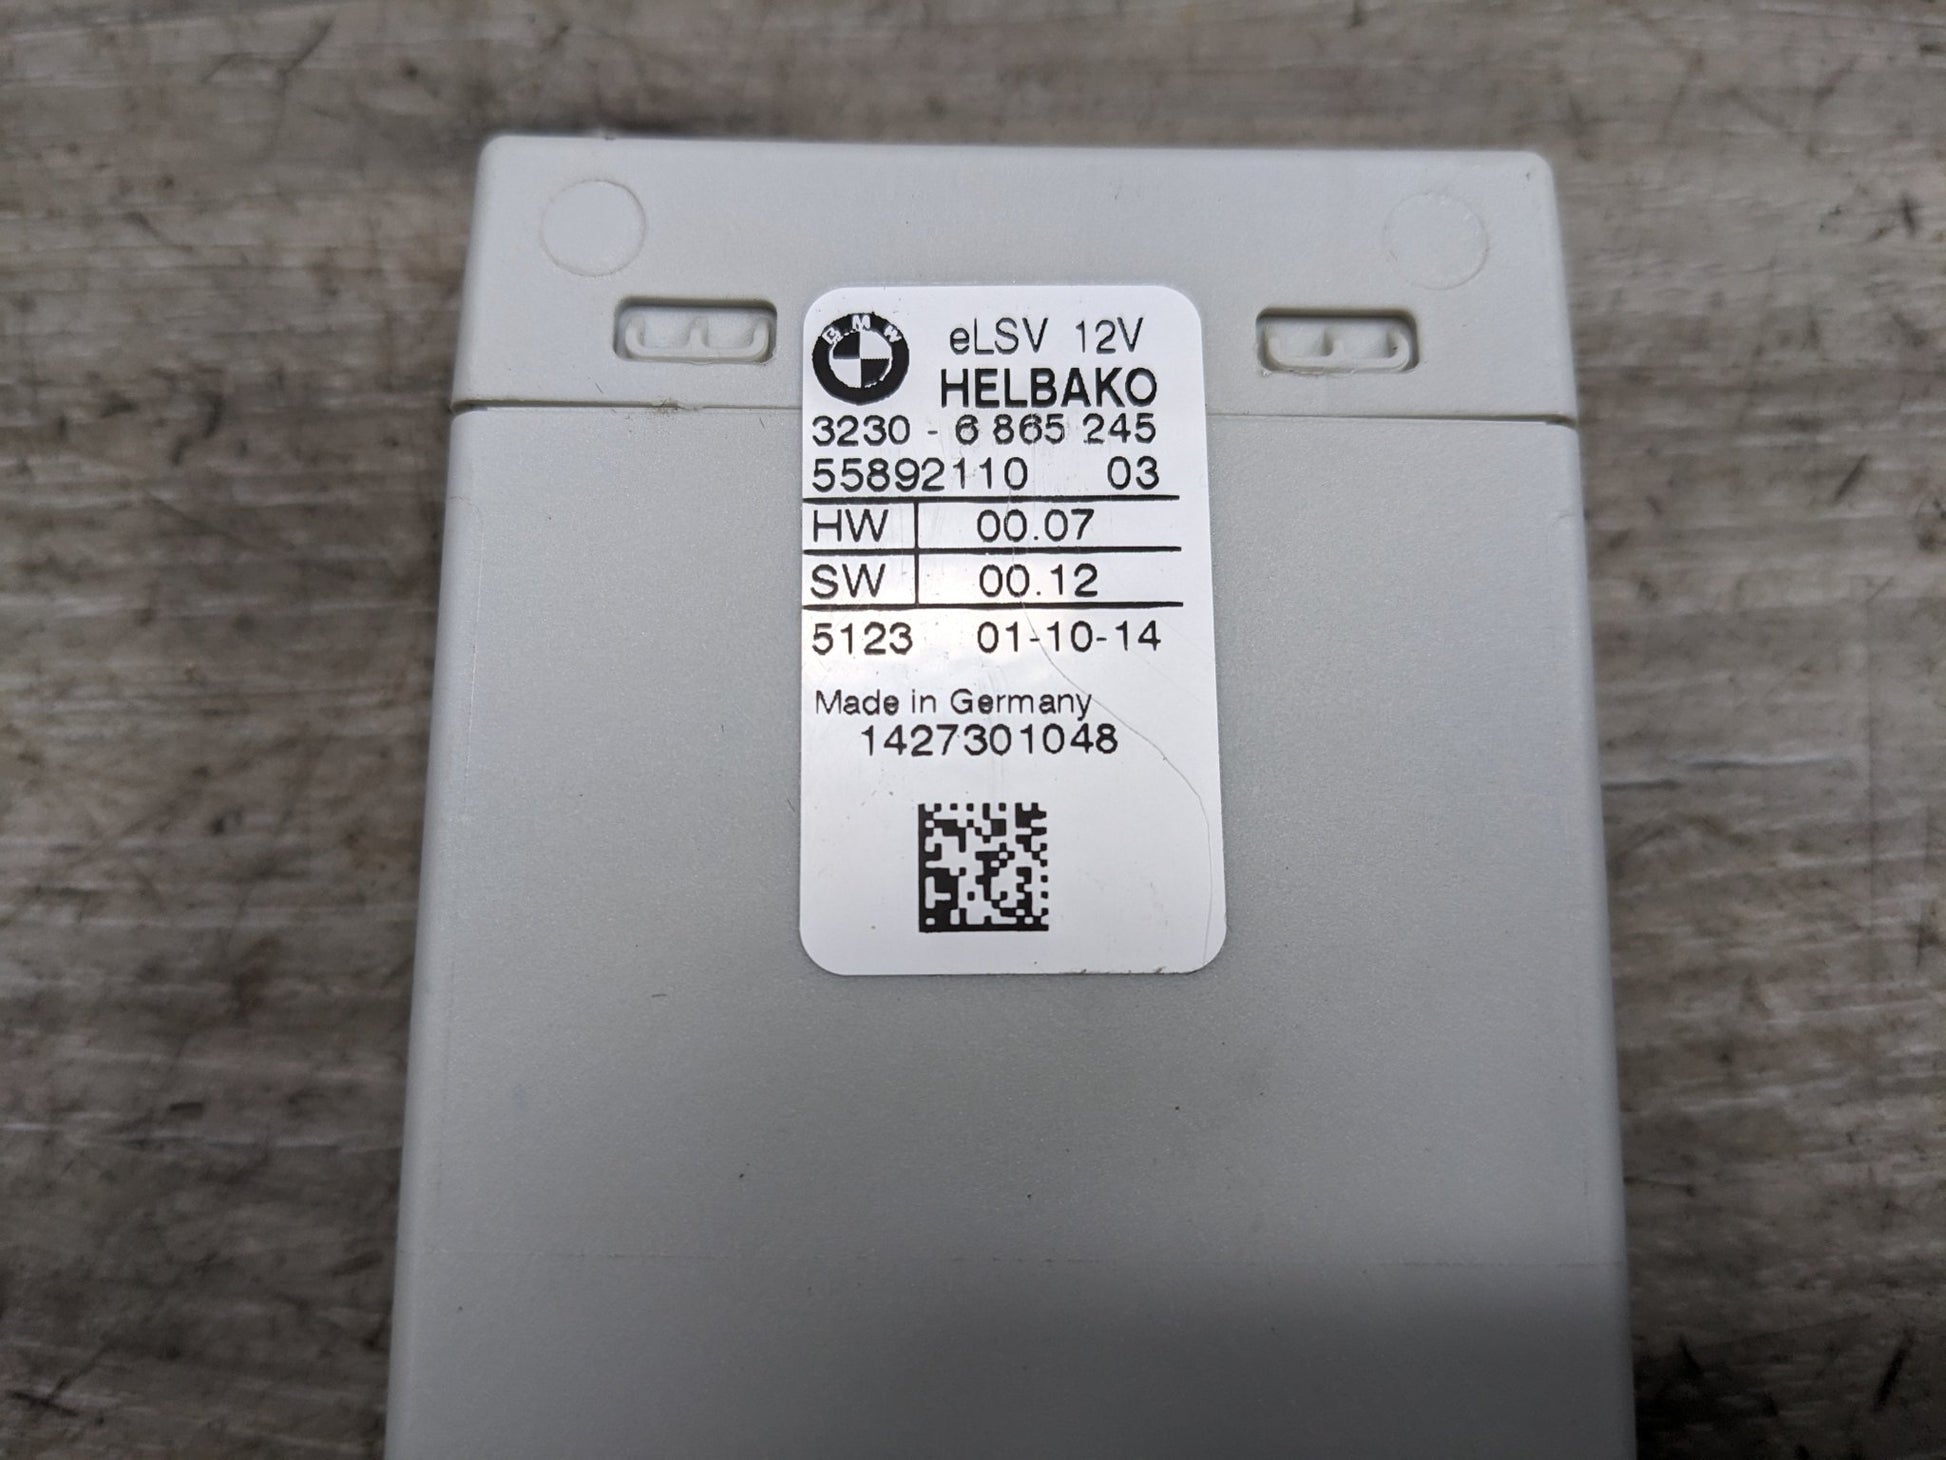 BMW
eLSV 12V
HELBAKO
3230 - 6 865 245
55892110 03
HW 00.07
SW 00.12
5123 01-10-14
Made in Germany
1427301048